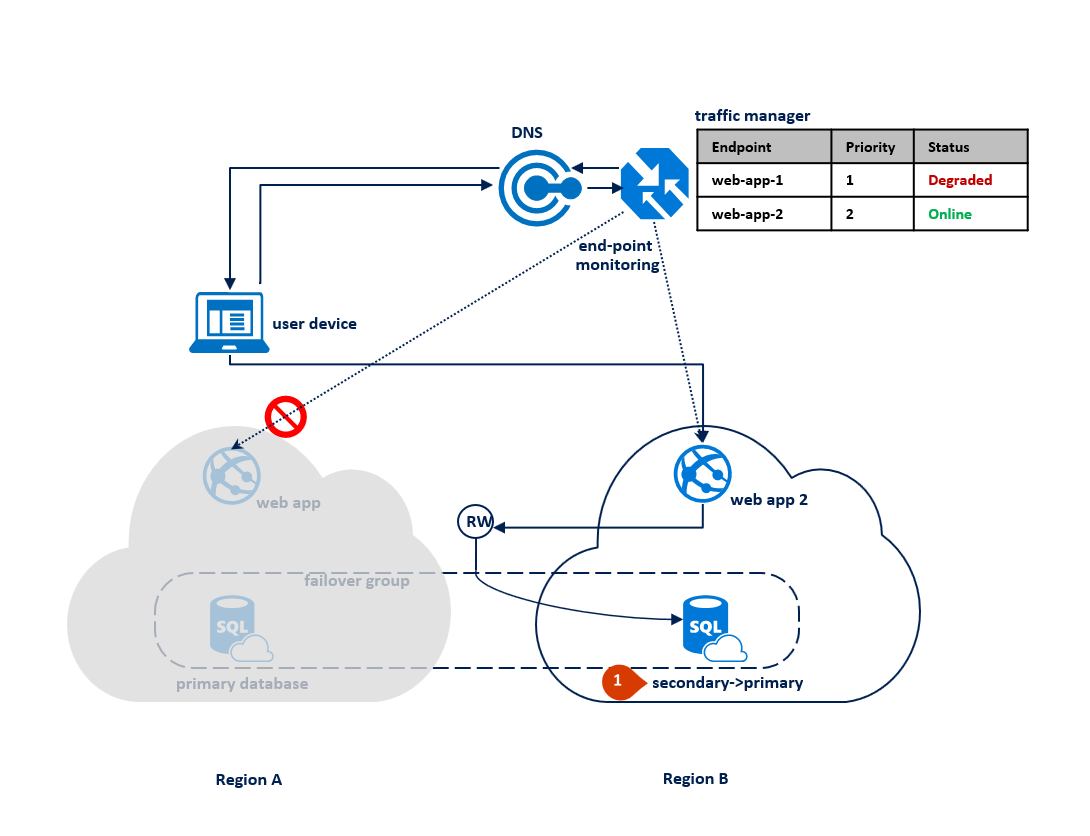 traffic manager
DNS
Endpoint Priority Status
web-app-1 1 Degraded
web-app-2 2 Online
end-point
monitoring
user device
web app
web app 2
RW
failover group
SQL
SQL
primary database
1
secondary->primary
Region A
Region B